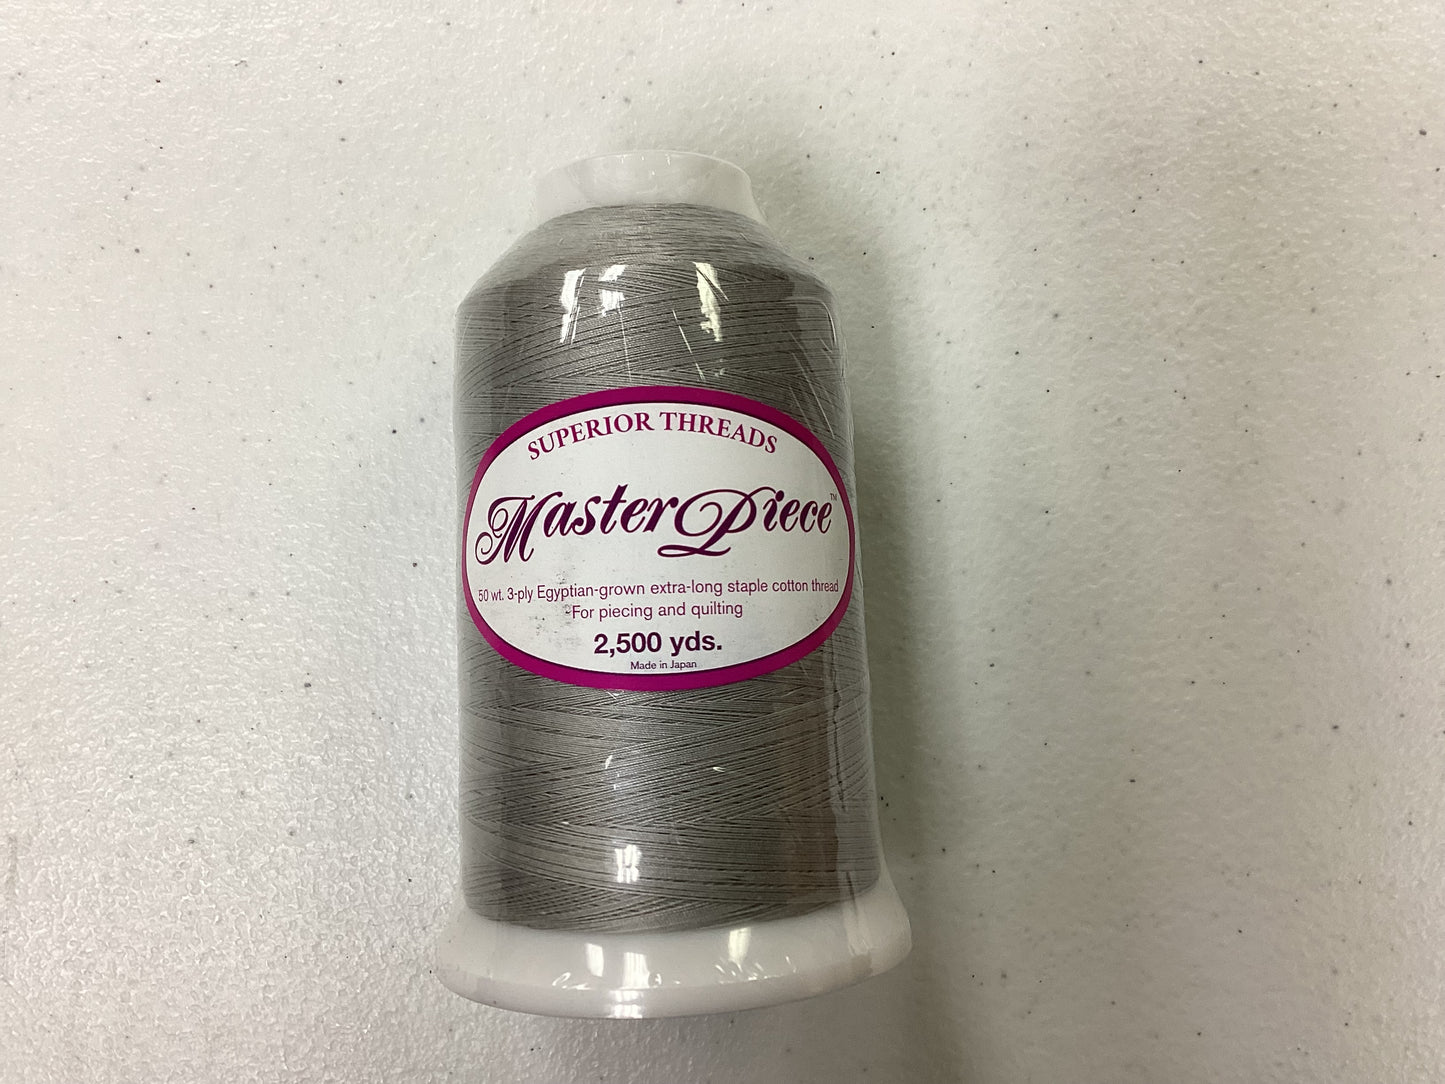 SUPERIOR THREADS
MasterPiece™
50 wt. 3-ply Egyptian-grown extra-long staple cotton thread
For piecing and quilting
2,500 yds.
Made in Japan